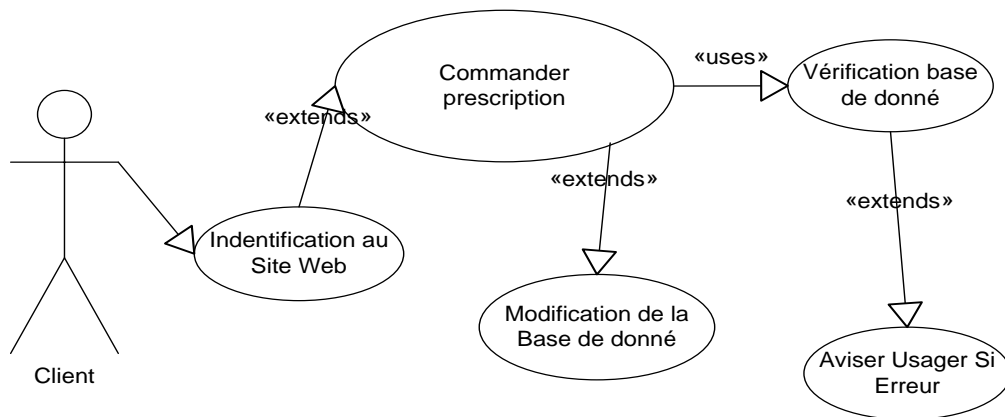 Commander
prescription
«uses»
Vérification base
de donné
«extends»
«extends»
«extends»
Indentification au
Site Web
Modification de la
Base de donné
Aviser Usager Si
Erreur
Client